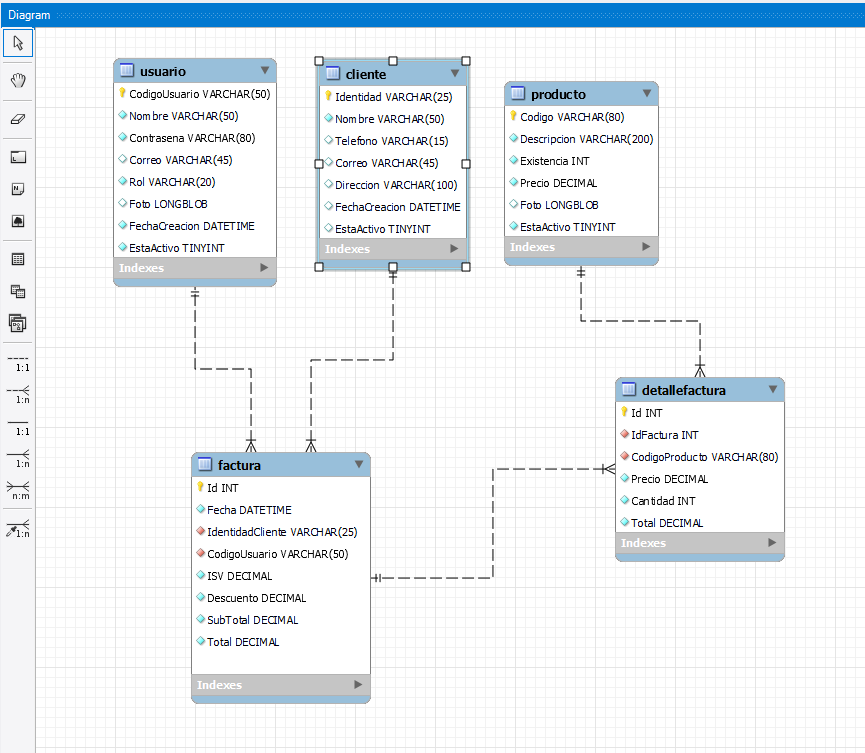 Diagram
usuario
CodigoUsuario VARCHAR(50)
Nombre VARCHAR(50)
Contrasena VARCHAR(80)
Correo VARCHAR(45)
Rol VARCHAR(20)
Foto LONGBLOB
FechaCreacion DATETIME
EstaActivo TINYINT
Indexes
cliente
Identidad VARCHAR(25)
Nombre VARCHAR(50)
Telefono VARCHAR(15)
Correo VARCHAR(45)
Direccion VARCHAR(100)
FechaCreacion DATETIME
EstaActivo TINYINT
Indexes
producto
Codigo VARCHAR(80)
Descripcion VARCHAR(200)
Existencia INT
Precio DECIMAL
Foto LONGBLOB
EstaActivo TINYINT
Indexes
1:1
1:n
1:1
1:n
n:m
1:n
factura
Id INT
Fecha DATETIME
IdentidadCliente VARCHAR(25)
CodigoUsuario VARCHAR(50)
ISV DECIMAL
Descuento DECIMAL
SubTotal DECIMAL
Total DECIMAL
Indexes
detallefactura
Id INT
IdFactura INT
CodigoProducto VARCHAR(80)
Precio DECIMAL
Cantidad INT
Total DECIMAL
Indexes